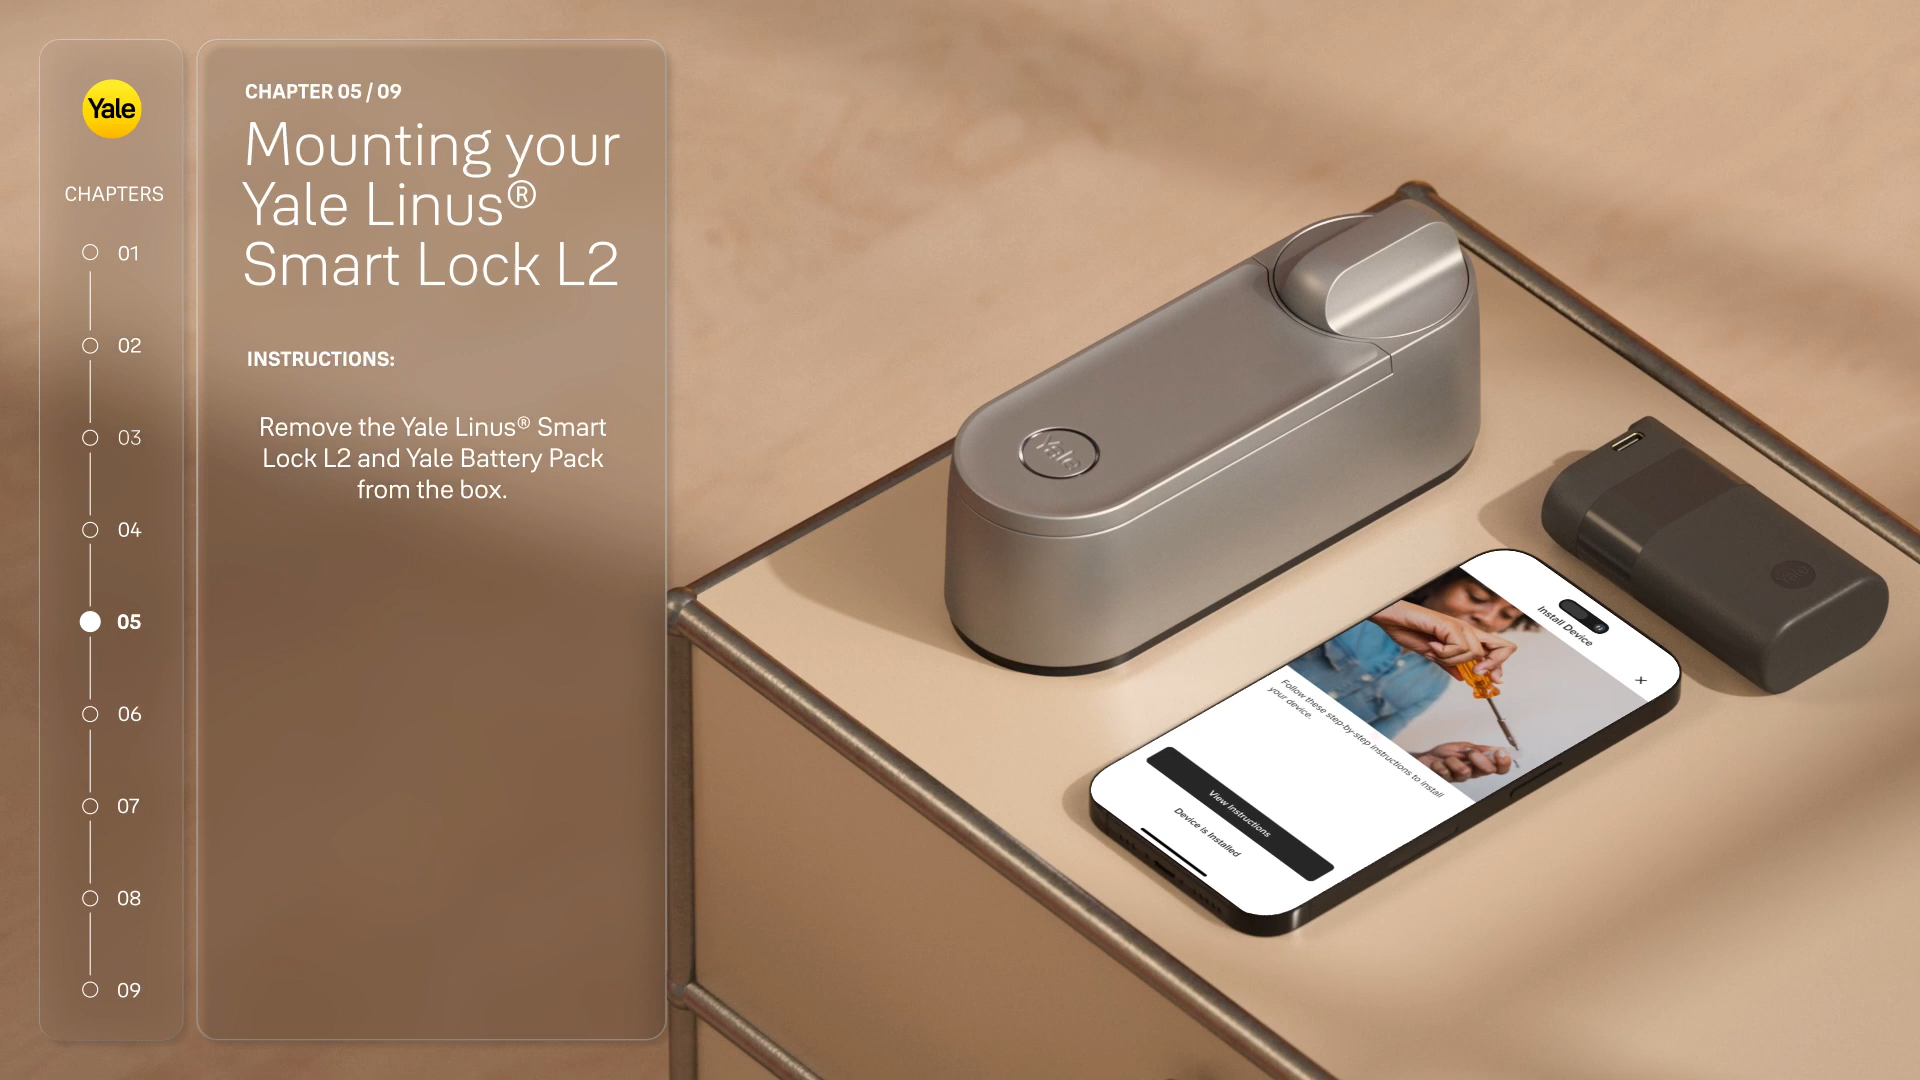 Yale
CHAPTERS
01
02
03
04
05
06
07
08
09
CHAPTER 05 / 09
Mounting your
Yale Linus®
Smart Lock L2
INSTRUCTIONS:
Remove the Yale Linus® Smart
Lock L2 and Yale Battery Pack
from the box.
Yale
Yale
Install Device
×
Follow these step-by-step instructions to install
your device.
View Instructions
Device is Installed